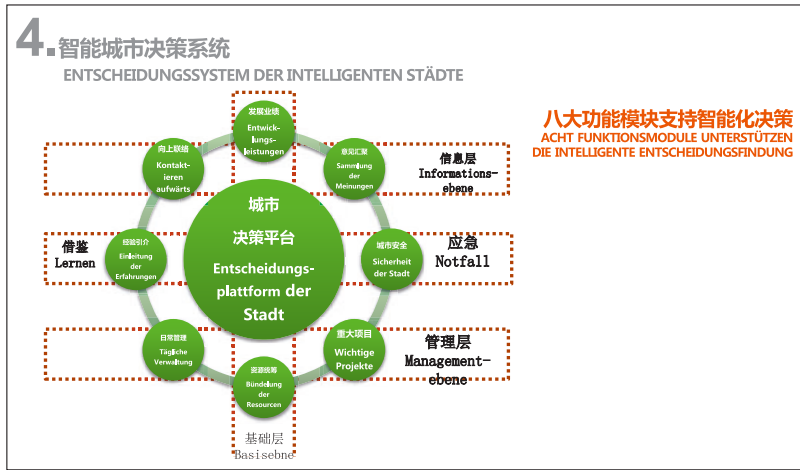 4.智能城市决策系统
ENTSCHEIDUNGSSYSTEM DER INTELLIGENTEN STÄDTE
八大功能模块支持智能化决策
ACHT FUNKTIONSMODULE UNTERSTÜTZEN
DIE INTELLIGENTE ENTSCHEIDUNGSFINDUNG
发展业绩
Entwick-
lungs-
leistungen
向上联络
Kontakt-
ieren
aufwärts
意见汇聚
Sammlung
der
Meinungen
信息层
Informations-
ebene
城市
决策平台
Entscheidungs-
plattform der
Stadt
借鉴
Lernen
经验引介
Einleitung
der
Erfahrungen
城市安全
Sicherheit
der Stadt
应急
Notfall
日常管理
Tägliche
Verwaltung
重大项目
Wichtige
Projekte
管理层
Management-
ebene
资源统筹
Bündelung
der
Resourcen
基础层
Basisebne